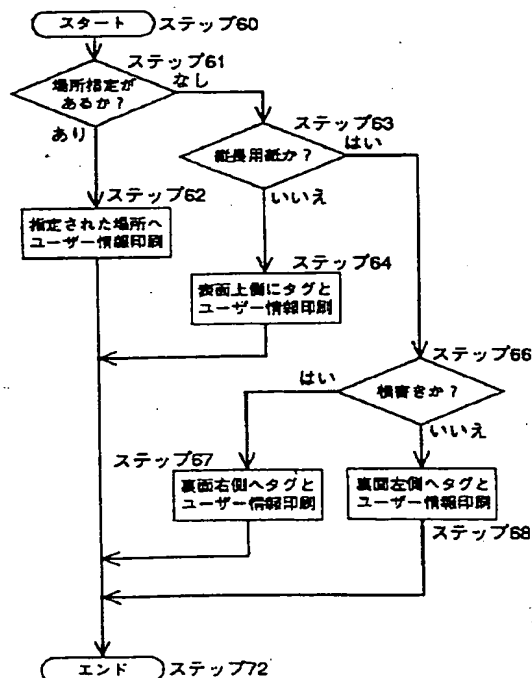 スタート
ステップ60
ステップ61
場所指定が
あるか？
なし
あり
ステップ63
縦長用紙か？
はい
いいえ
ステップ62
指定された場所へ
ユーザー情報印刷
ステップ64
表面上側にタグと
ユーザー情報印刷
ステップ66
横書きか？
はい
いいえ
ステップ67
裏面右側へタグと
ユーザー情報印刷
裏面左側へタグと
ユーザー情報印刷
ステップ68
エンド
ステップ72